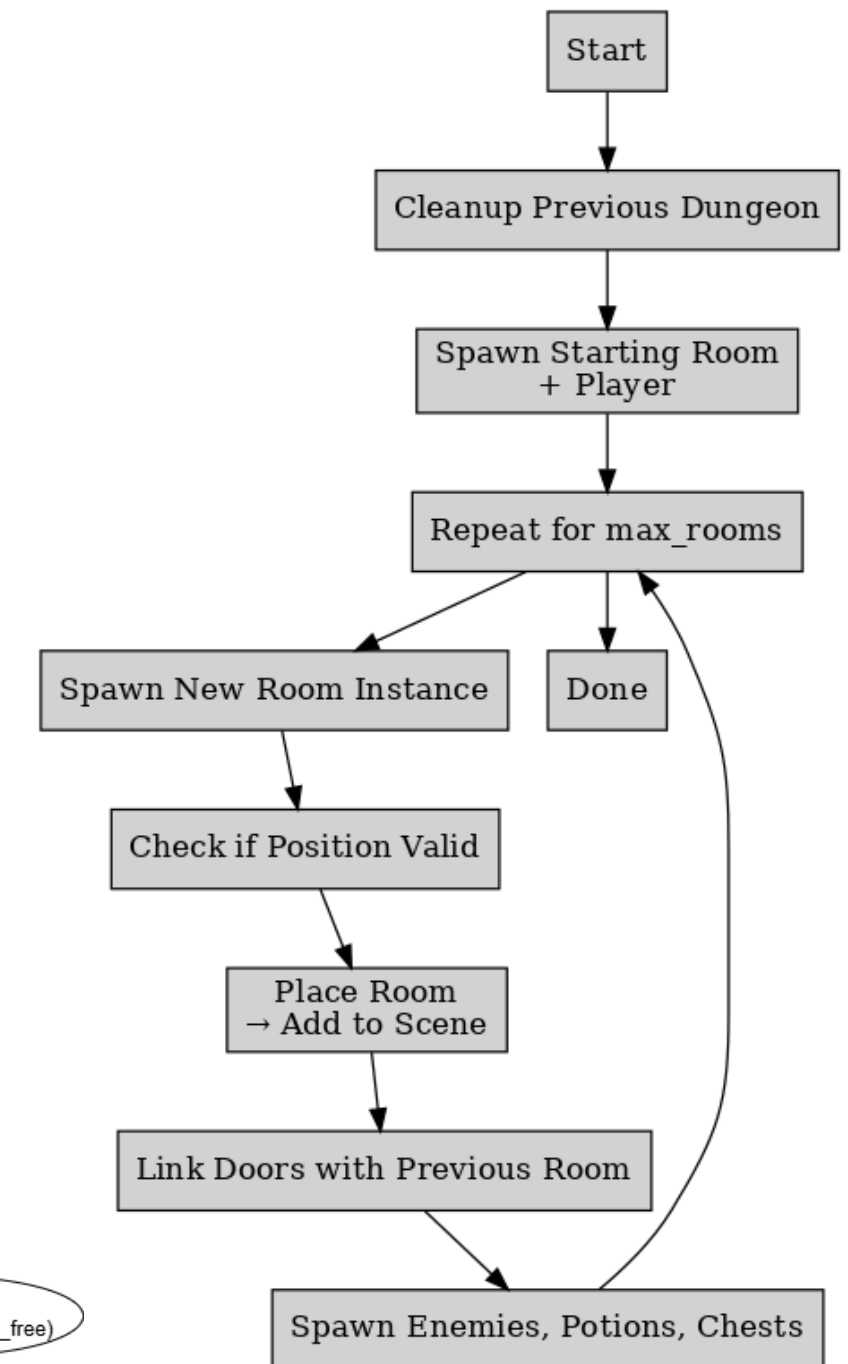 Start
Cleanup Previous Dungeon
Spawn Starting Room
+ Player
Repeat for max_rooms
Spawn New Room Instance
Done
Check if Position Valid
Place Room
→ Add to Scene
Link Doors with Previous Room
Spawn Enemies, Potions, Chests
_free)